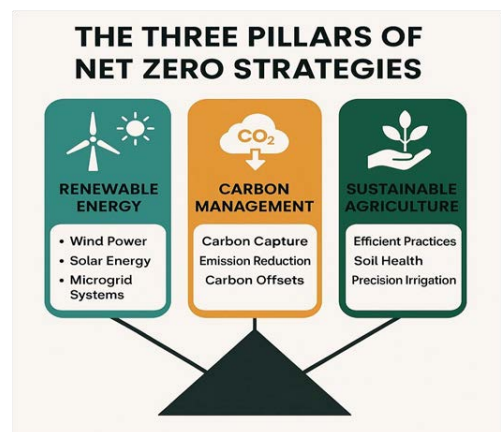 THE THREE PILLARS OF
NET ZERO STRATEGIES
RENEWABLE
ENERGY
• Wind Power
• Solar Energy
• Microgrid
Systems
CO₂
CARBON
MANAGEMENT
Carbon Capture
Emission Reduction
Carbon Offsets
SUSTAINABLE
AGRICULTURE
Efficient Practices
Soil Health
Precision Irrigation